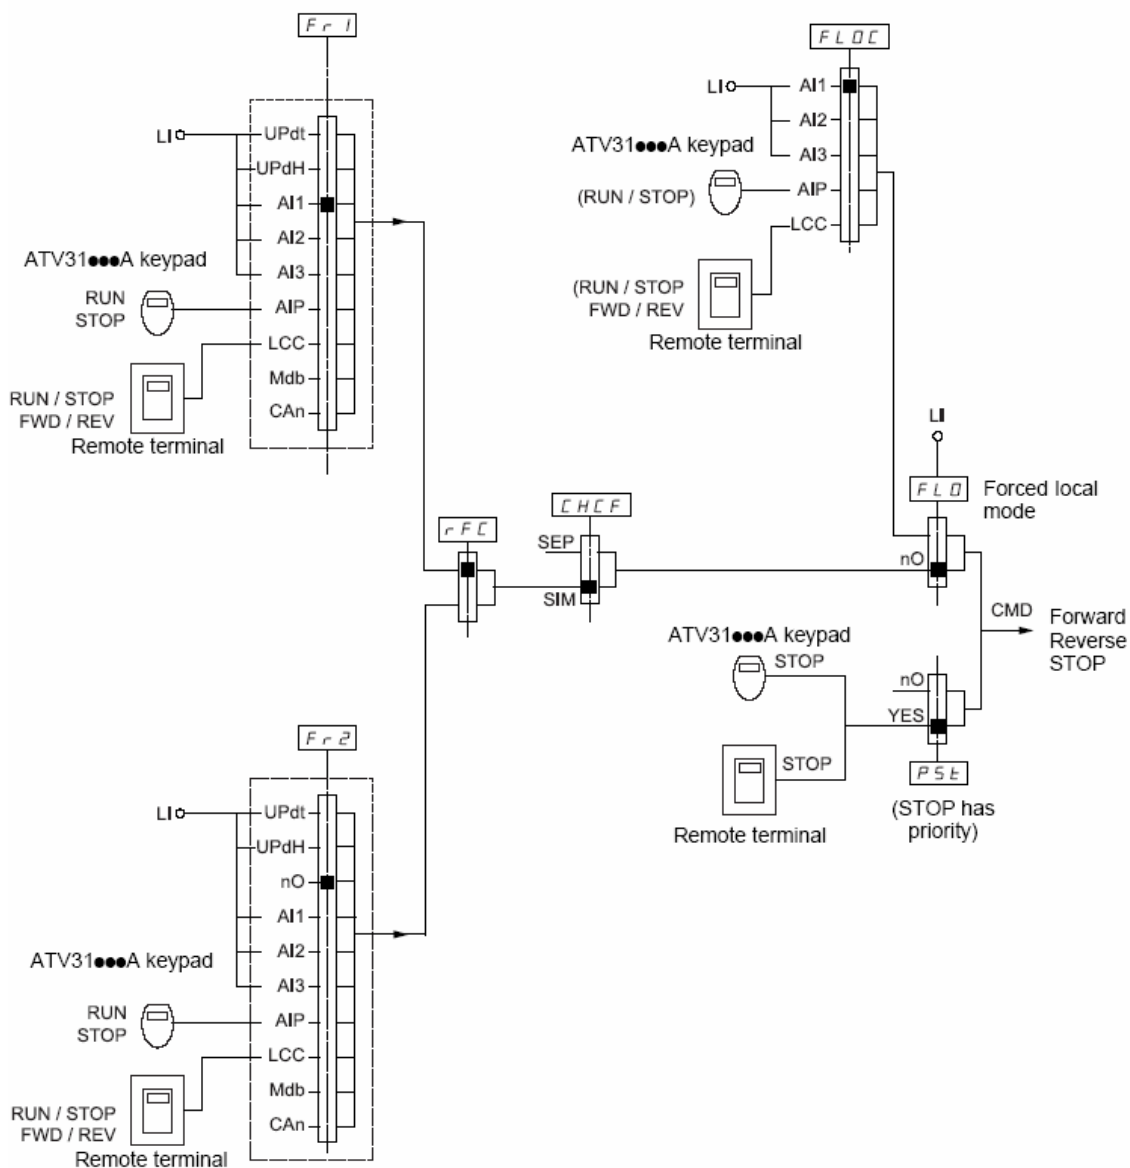 Fr1
LI
UPdt
UPdH
AI1
AI2
AI3
ATV31●●●A keypad
RUN
STOP
AIP
LCC
RUN / STOP
FWD / REV
Mdb
CAn
Remote terminal
FLOC
LI
AI1
AI2
AI3
ATV31●●●A keypad
(RUN / STOP)
AIP
LCC
(RUN / STOP
FWD / REV
Remote terminal
rFC
CHCF
SEP
SIM
LI
FLO
Forced local
mode
nO
CMD
Forward
Reverse
STOP
ATV31●●●A keypad
STOP
nO
YES
STOP
PSt
Remote terminal
(STOP has
priority)
Fr2
LI
UPdt
UPdH
nO
AI1
AI2
AI3
ATV31●●●A keypad
RUN
STOP
AIP
LCC
RUN / STOP
FWD / REV
Mdb
CAn
Remote terminal